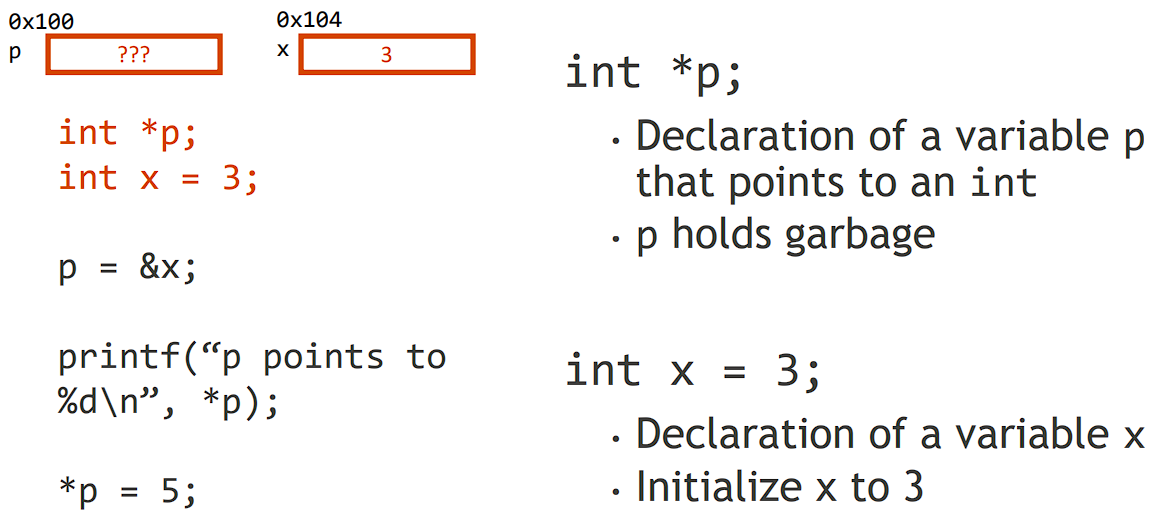 0x100
p ???
0x104
x 3
int *p;
int x = 3;
p = &x;
printf(“p points to
%d\n”, *p);
*p = 5;
int *p;
· Declaration of a variable p
that points to an int
· p holds garbage
int x = 3;
· Declaration of a variable x
· Initialize x to 3